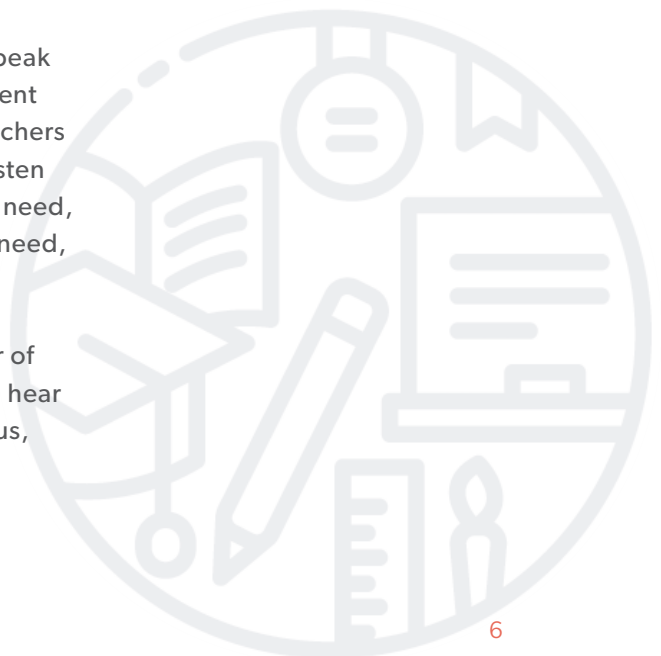 peak
ent
chers
sten
need,
need,
r of
hear
us,
6